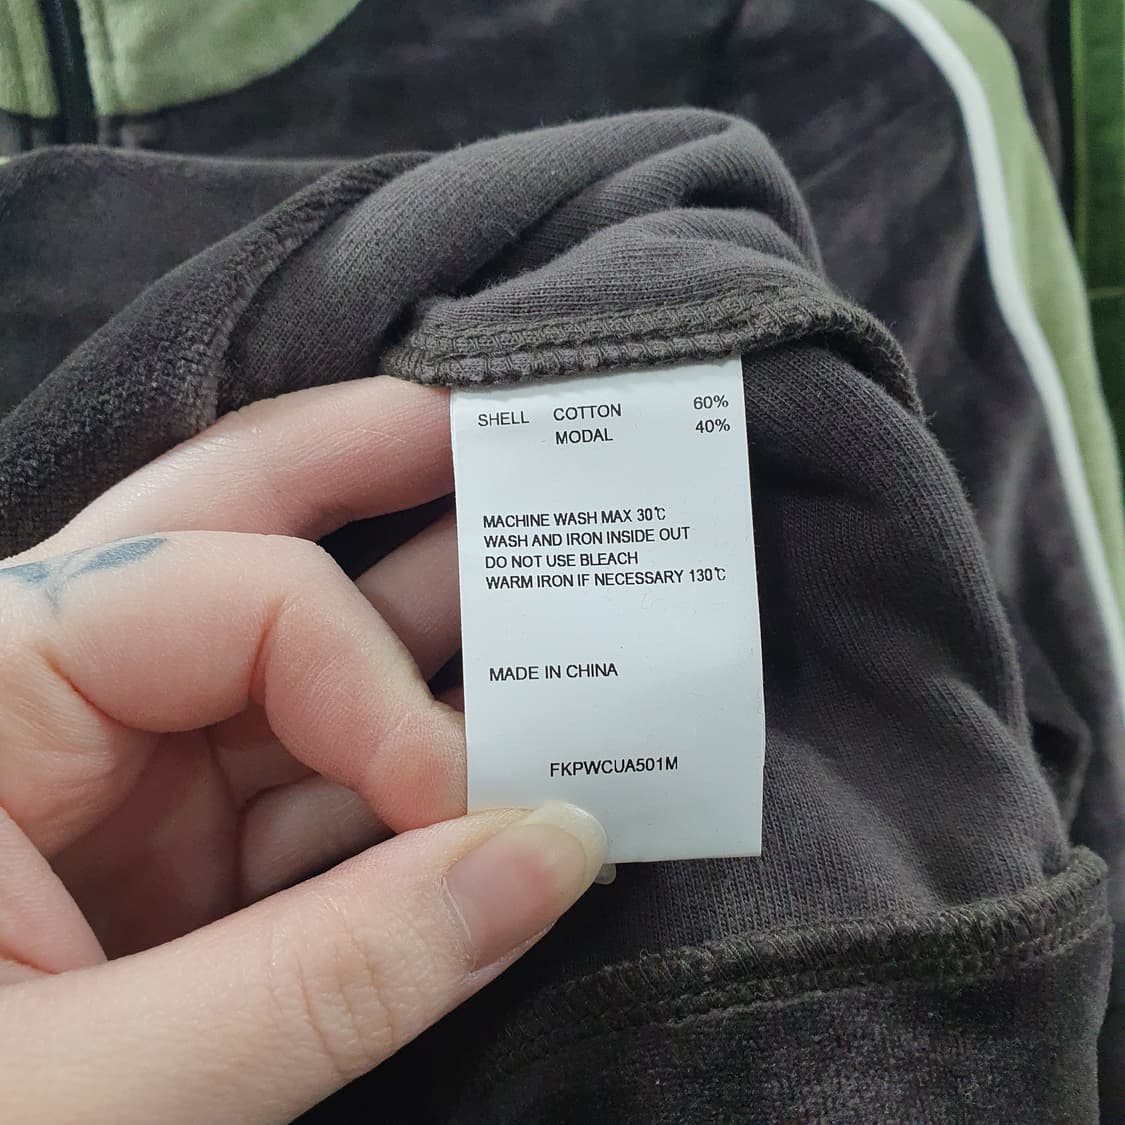 SHELL COTTON 60%
MODAL 40%
MACHINE WASH MAX 30℃
WASH AND IRON INSIDE OUT
DO NOT USE BLEACH
WARM IRON IF NECESSARY 130℃
MADE IN CHINA
FKPWCUA501M